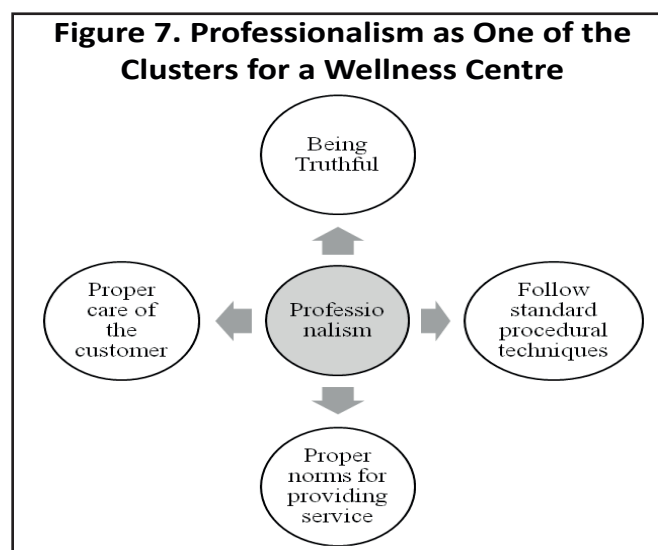 Figure 7. Professionalism as One of the
Clusters for a Wellness Centre
Being
Truthful
Proper
care of
the
customer
Professio
nalism
Follow
standard
procedural
techniques
Proper
norms for
providing
service